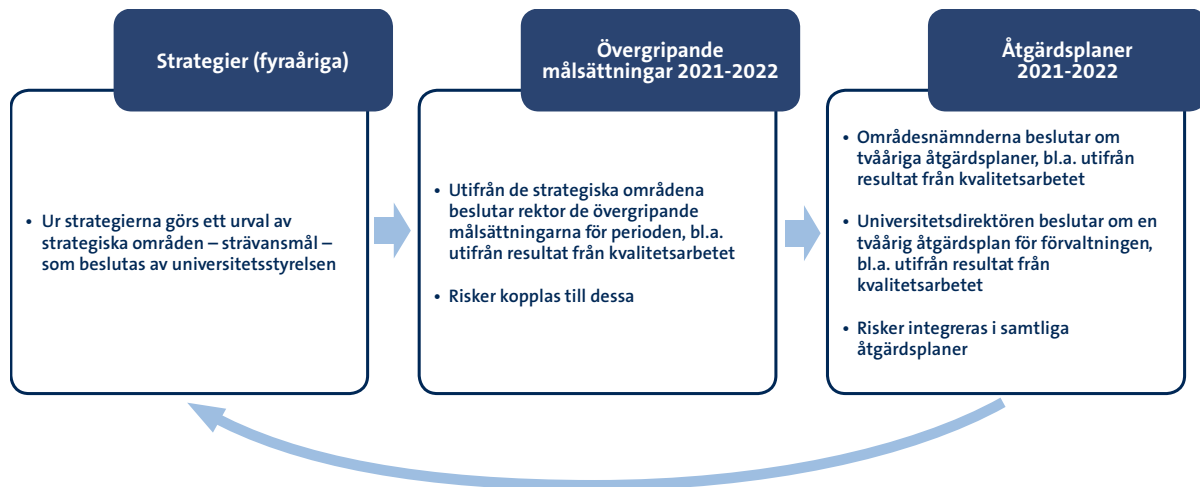 Strategier (fyraåriga)
• Ur strategierna görs ett urval av
strategiska områden – strävansmål –
som beslutas av universitetsstyrelsen
Övergripande
målsättningar 2021-2022
• Utifrån de strategiska områdena
beslutar rektor de övergripande
målsättningarna för perioden, bl.a.
utifrån resultat från kvalitetsarbetet
• Risker kopplas till dessa
Åtgärdsplaner
2021-2022
• Områdesnämnderna beslutar om
tvååriga åtgärdsplaner, bl.a. utifrån
resultat från kvalitetsarbetet
• Universitetsdirektören beslutar om en
tvåårig åtgärdsplan för förvaltningen,
bl.a. utifrån resultat från
kvalitetsarbetet
• Risker integreras i samtliga
åtgärdsplaner